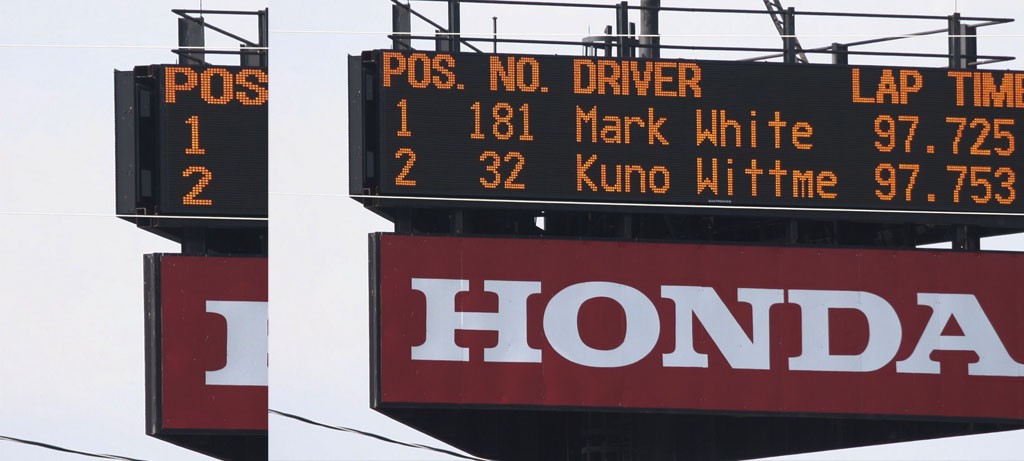 POS
1
2
POS. NO. DRIVER LAP TIME
1 181 Mark White 97.725
2 32 Kuno Wittme 97.753
HONDA